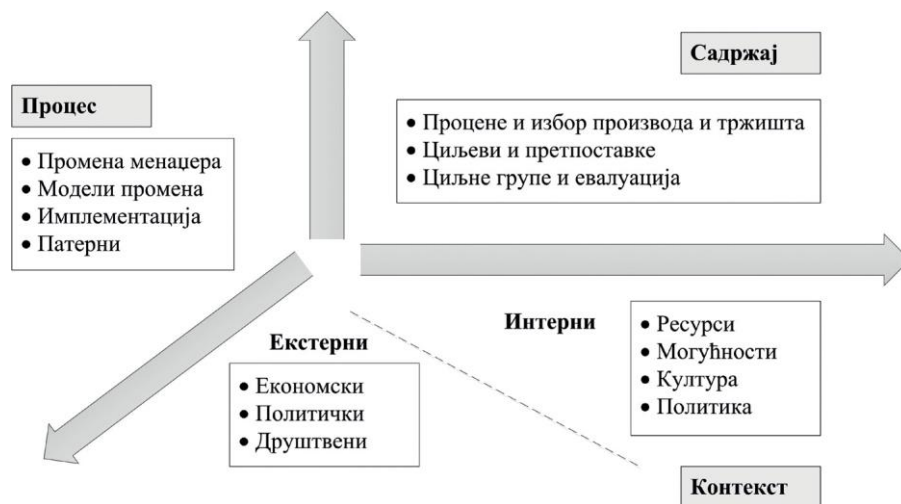 Садржај
• Процене и избор производа и тржишта
• Циљеви и претпоставке
• Циљне групе и евалуација
Процес
• Промена менаџера
• Модели промена
• Имплементација
• Патерни
Интерни
• Ресурси
• Могућности
• Култура
• Политика
Екстерни
• Економски
• Политички
• Друштвени
Контекст